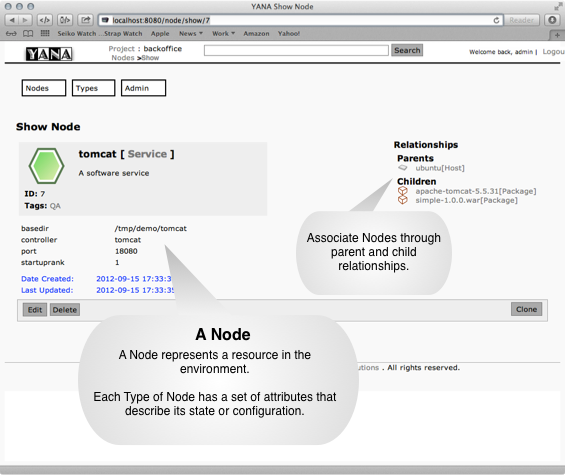 YANA Show Node
localhost:8080/node/show/7
Reader
Seiko Watch ...Strap Watch Apple News Work Amazon Yahoo!
YANA
Project : backoffice
Nodes >Show
Search
Welcome back, admin | Logou
Nodes Types Admin
Show Node
tomcat [ Service ]
A software service
ID: 7
Tags: QA
Relationships
Parents
ubuntu[Host]
Children
apache-tomcat-5.5.31[Package]
simple-1.0.0.war[Package]
basedir /tmp/demo/tomcat
controller tomcat
port 18080
startuprank 1
Date Created: 2012-09-15 17:33:3
Last Updated: 2012-09-15 17:33:35
Associate Nodes through
parent and child
relationships.
Edit Delete Clone
A Node
A Node represents a resource in the
environment.
Each Type of Node has a set of attributes that
describe its state or configuration.
utions . All rights reserved.